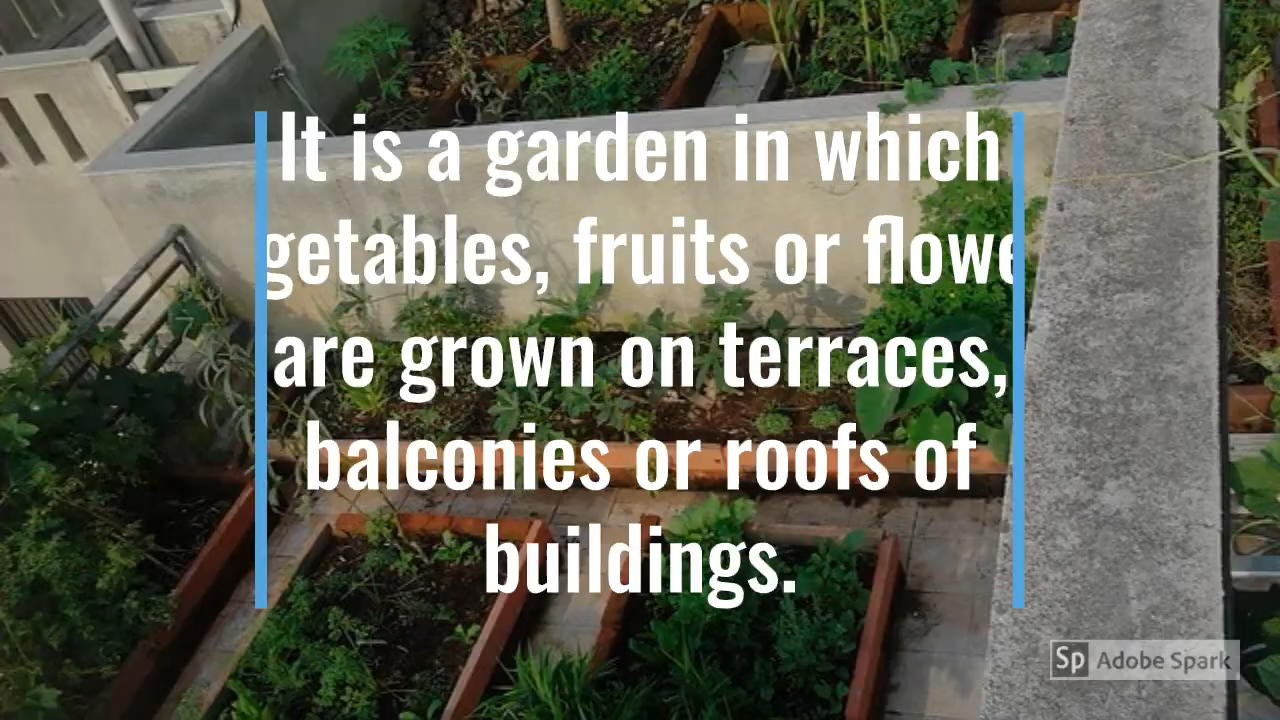 It is a garden in which
getables, fruits or flowe
are grown on terraces,
balconies or roofs of
buildings.
Sp Adobe Spark